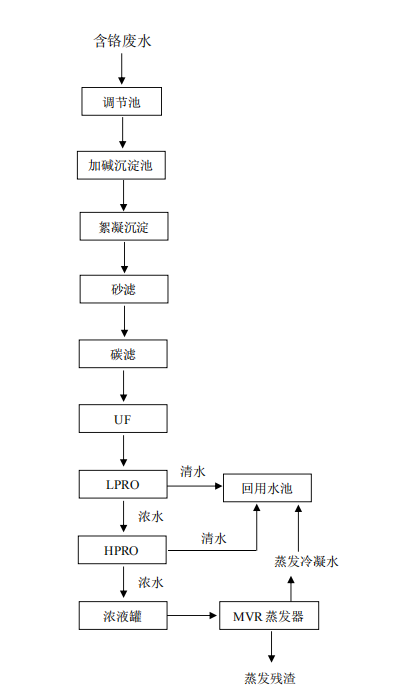 含铬废水
调节池
加碱沉淀池
絮凝沉淀
砂滤
碳滤
UF
清水
LPRO
回用水池
浓水
清水
HPRO
蒸发冷凝水
浓水
浓液罐
MVR 蒸发器
蒸发残渣